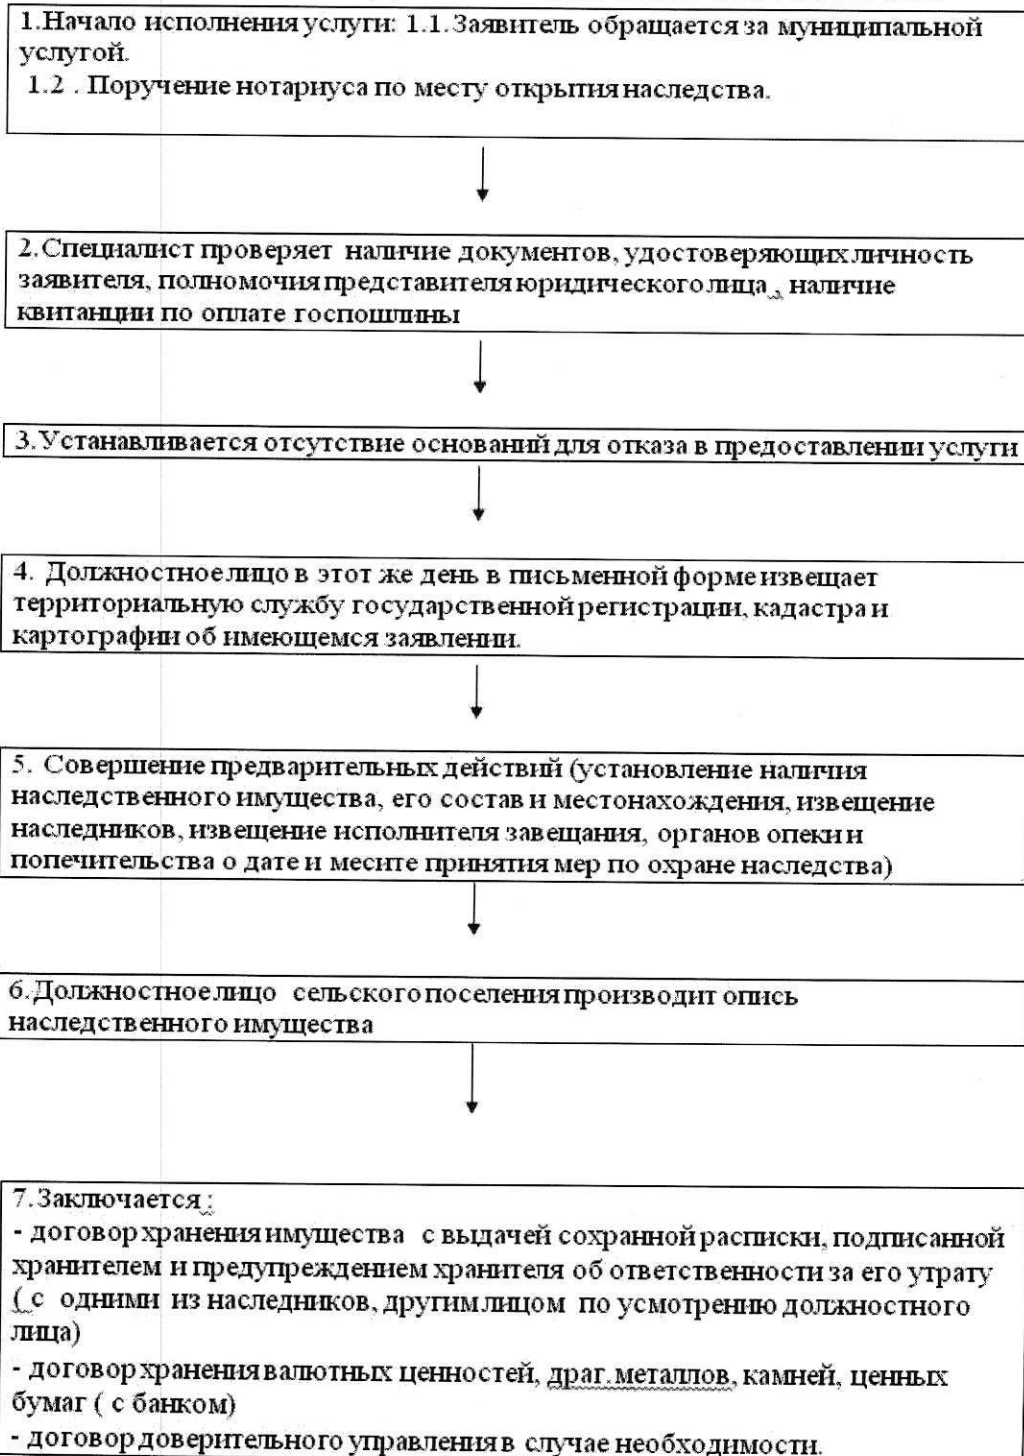 1.Начало исполнения услуги: 1.1.Заявитель обращается за муниципальной
услугой.
1.2 . Поручение нотариуса по месту открытия наследства.
2.Специалист проверяет наличие документов, удостоверяющих личность
заявителя, полномочия представителя юридического лица , наличие
квитанции по оплате госпошлины
3.Устанавливается отсутствие оснований для отказа в предоставлении услуги
4. Должностное лицо в этот же день в письменной форме извещает
территориальную службу государственной регистрации, кадастра и
картографии об имеющемся заявлении.
5. Совершение предварительных действий (установление наличия
наследственного имущества, его состав и местонахождения, извещение
наследников, извещение исполнителя завещания, органов опеки и
попечительства о дате и месите принятия мер по охране наследства)
6.Должностное лицо сельского поселения производит опись
наследственного имущества
7.Заключается :
- договор хранения имущества с выдачей сохранной расписки, подписанной
хранителем и предупреждением хранителя об ответственности за его утрату
( с одними из наследников, другим лицом по усмотрению должностного
лица)
- договор хранения валютных ценностей, драг.металлов, камней, ценных
бумаг ( с банком)
- договор доверительного управления в случае необходимости.